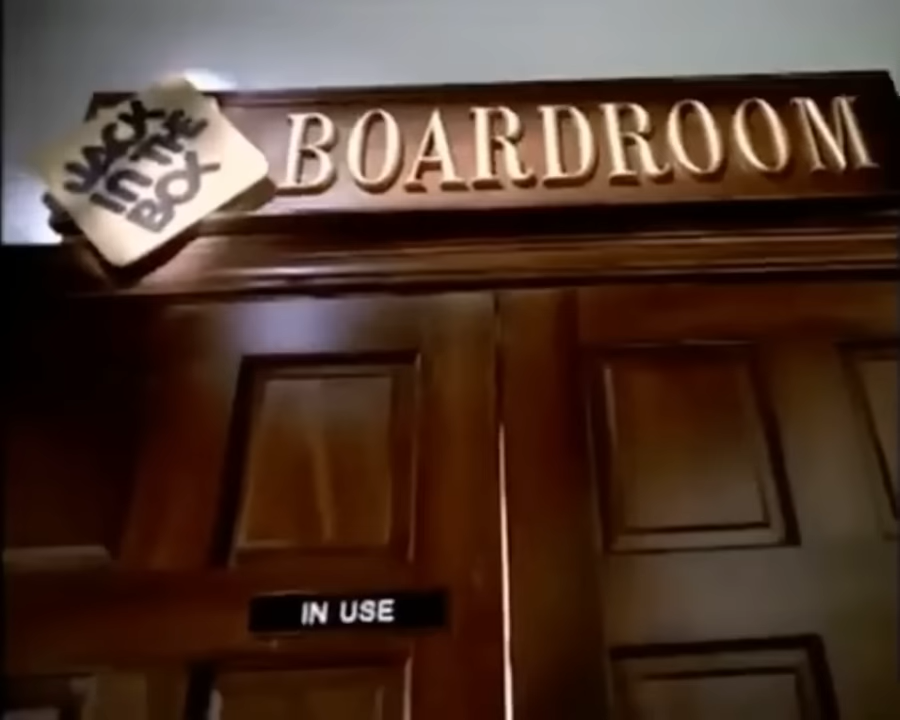 JACK
IN THE
BOX
BOARDROOM
IN USE